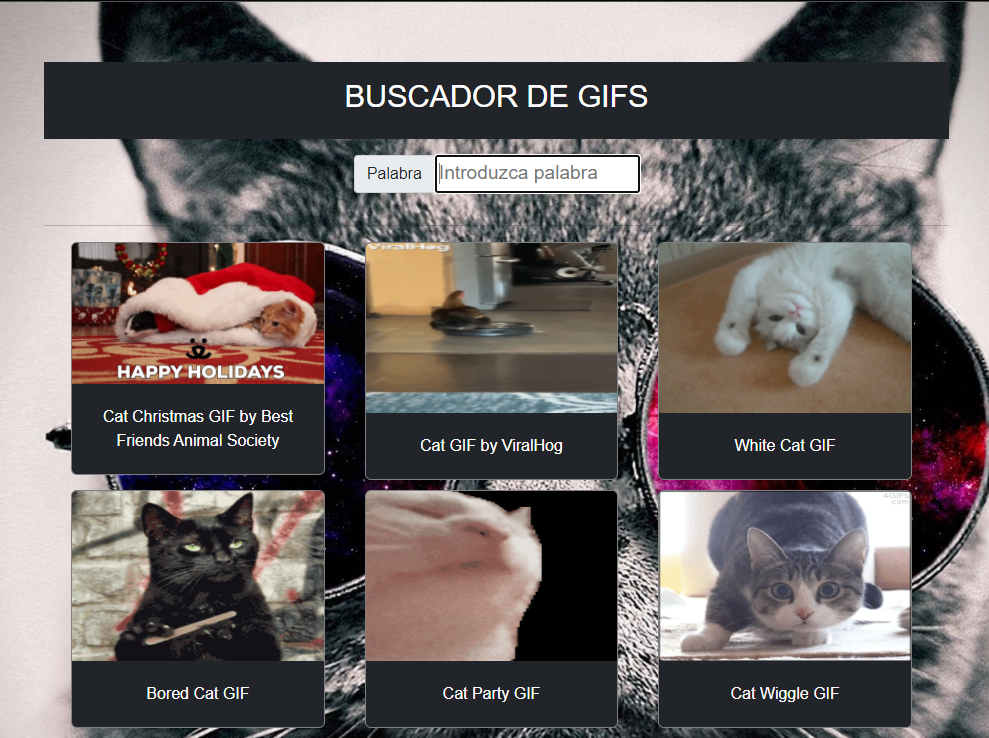 BUSCADOR DE GIFS
Palabra
Introduzca palabra
HAPPY HOLIDAYS
Cat Christmas GIF by Best
Friends Animal Society
ViralHog
Cat GIF by ViralHog
White Cat GIF
Bored Cat GIF
Cat Party GIF
4GIFs
.com
Cat Wiggle GIF